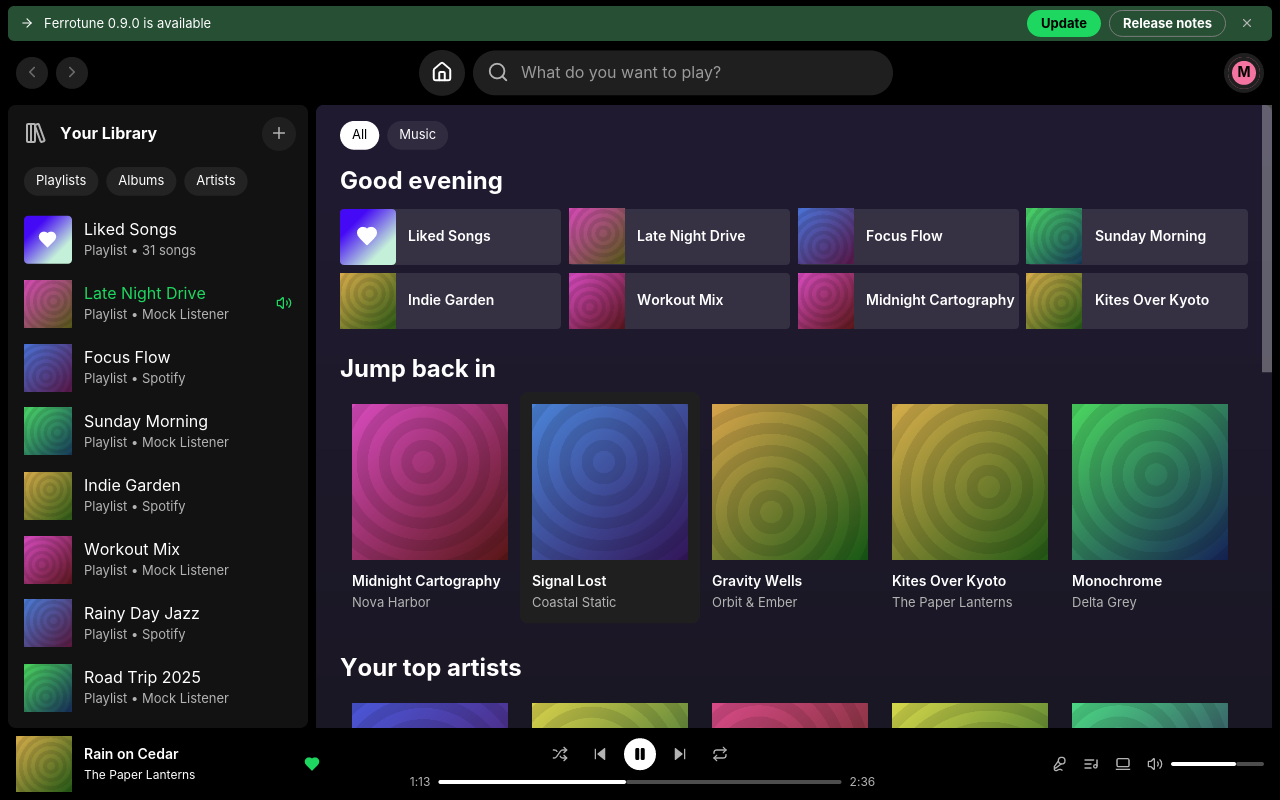 Ferrotune 0.9.0 is available
Update
Release notes
What do you want to play?
M
Your Library
Playlists
Albums
Artists
Liked Songs
Playlist • 31 songs
Late Night Drive
Playlist • Mock Listener
Focus Flow
Playlist • Spotify
Sunday Morning
Playlist • Mock Listener
Indie Garden
Playlist • Spotify
Workout Mix
Playlist • Mock Listener
Rainy Day Jazz
Playlist • Spotify
Road Trip 2025
Playlist • Mock Listener
All
Music
Good evening
Liked Songs
Late Night Drive
Focus Flow
Sunday Morning
Indie Garden
Workout Mix
Midnight Cartography
Kites Over Kyoto
Jump back in
Midnight Cartography
Nova Harbor
Signal Lost
Coastal Static
Gravity Wells
Orbit & Ember
Kites Over Kyoto
The Paper Lanterns
Monochrome
Delta Grey
Your top artists
Rain on Cedar
The Paper Lanterns
1:13
2:36